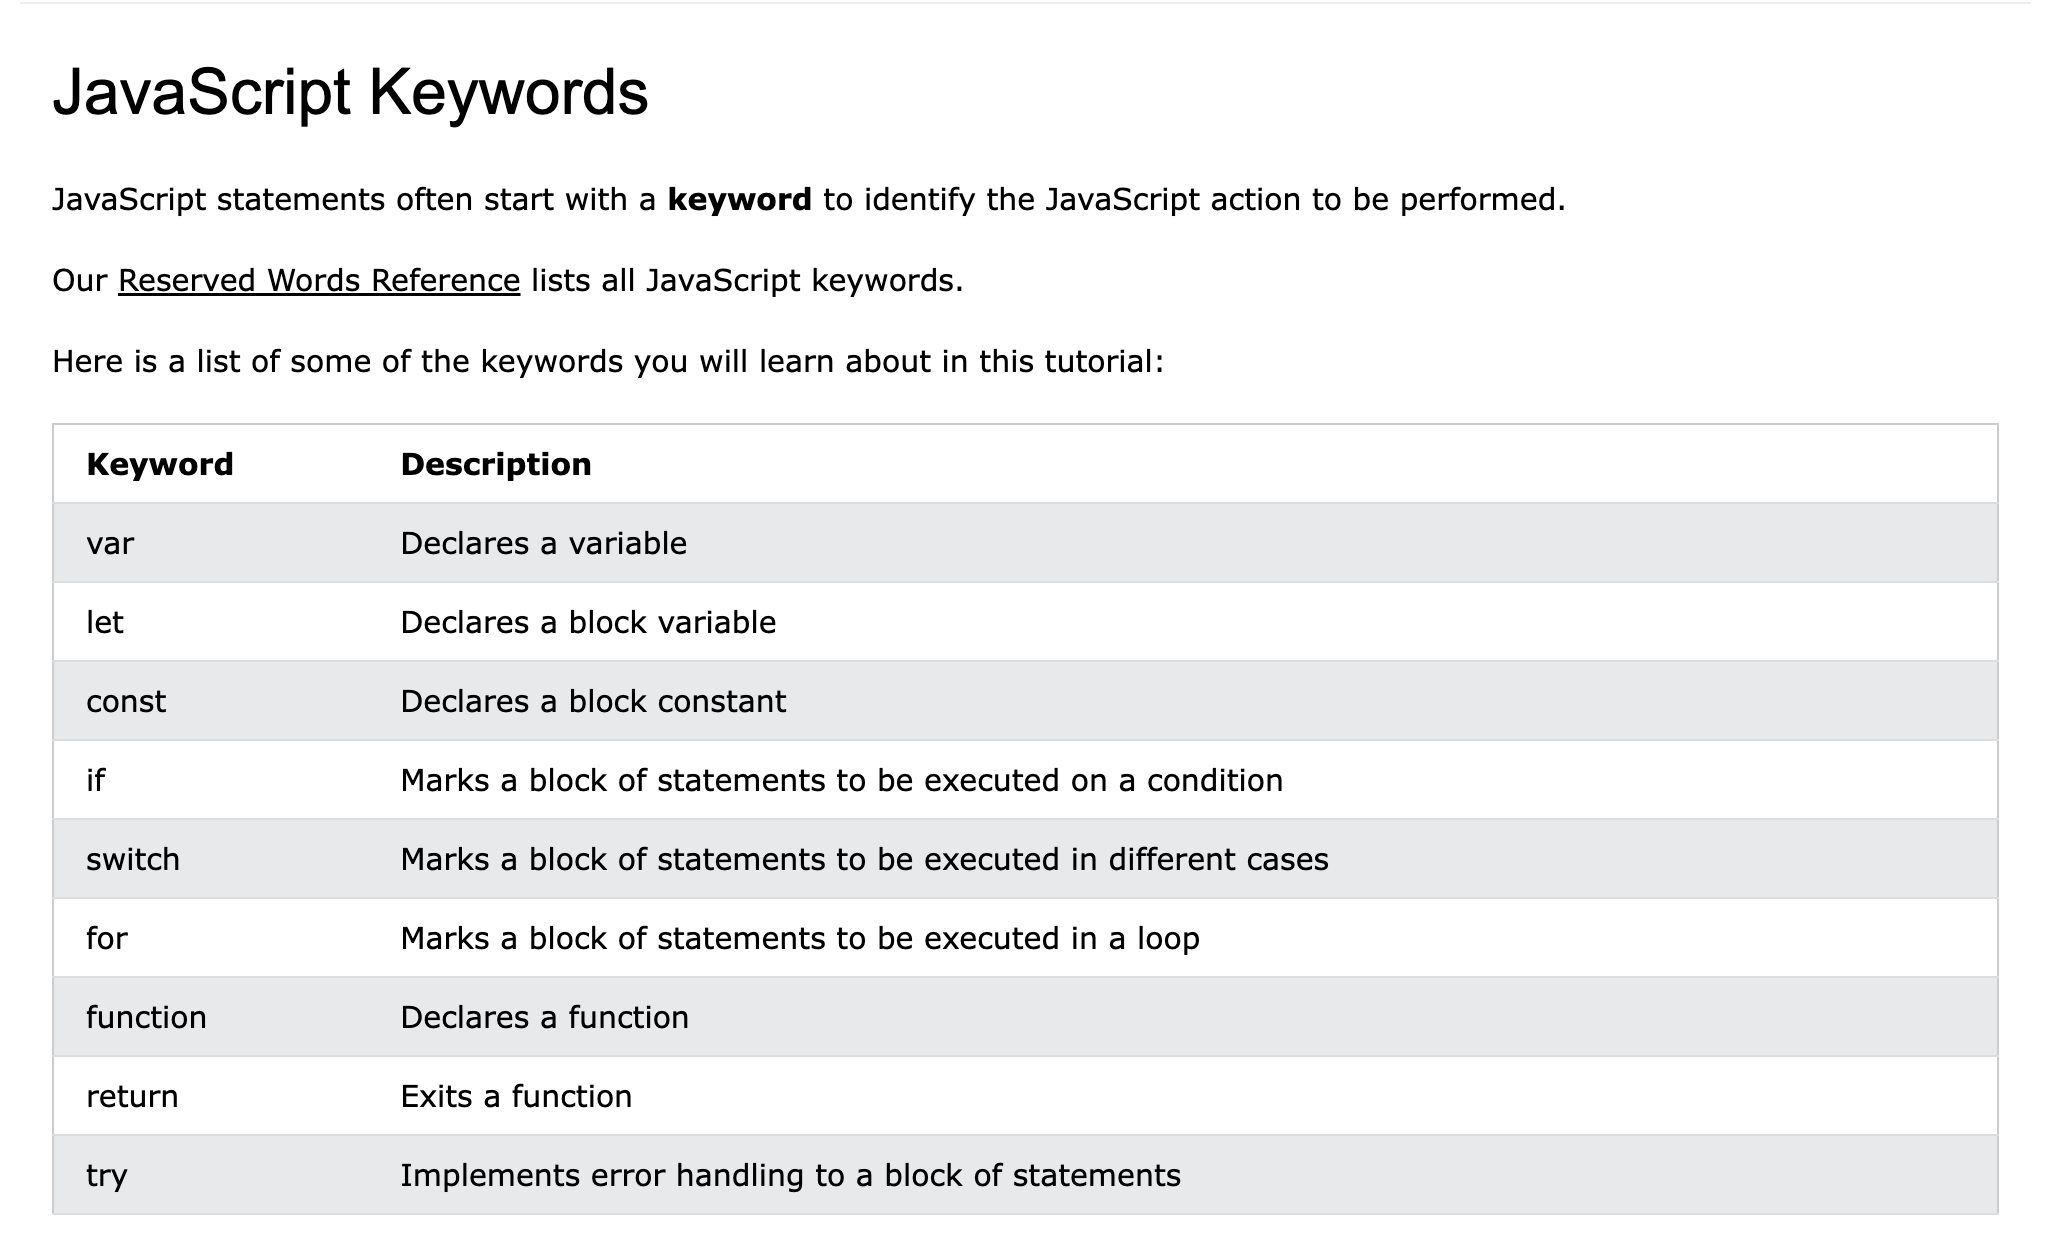 JavaScript Keywords
JavaScript statements often start with a keyword to identify the JavaScript action to be performed.
Our Reserved Words Reference lists all JavaScript keywords.
Here is a list of some of the keywords you will learn about in this tutorial:
Keyword Description
var Declares a variable
let Declares a block variable
const Declares a block constant
if Marks a block of statements to be executed on a condition
switch Marks a block of statements to be executed in different cases
for Marks a block of statements to be executed in a loop
function Declares a function
return Exits a function
try Implements error handling to a block of statements